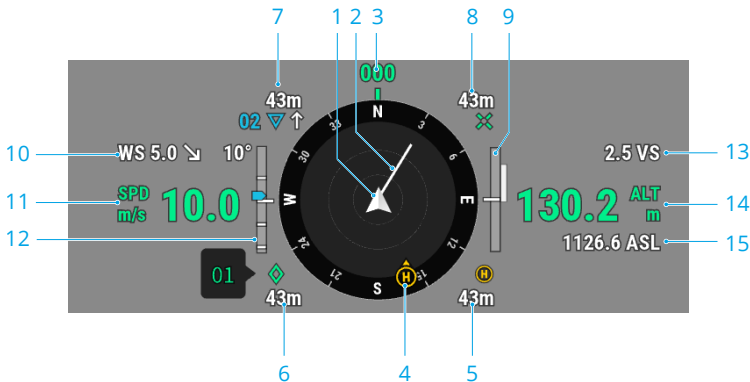 7 1 2 3 8 9
000
43m 43m
02
N
33 3
10 WS 5.0 10° 30 6 2.5 VS 13
11 SPD m/s 10.0 W E 130.2 ALT m 14
12 24 12 1126.6 ASL 15
01 21 S H 15 H
43m 43m
6 4 5